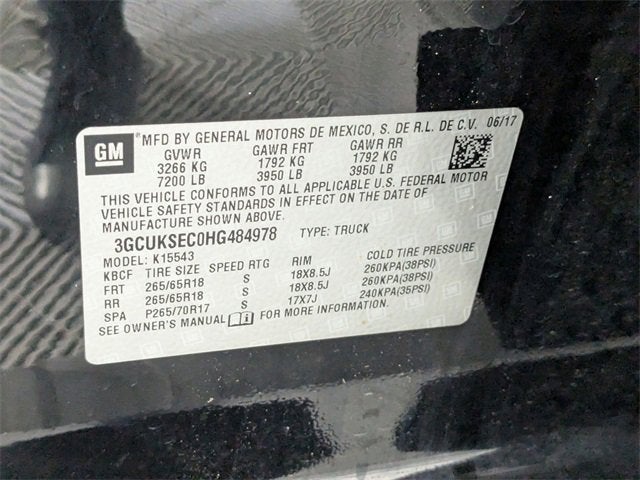 GM
®MFD BY GENERAL MOTORS DE MEXICO, S. DE R.L. DE C.V. 06/17
GVWR GAWR FRT GAWR RR
3266 KG 1792 KG 1792 KG
7200 LB 3950 LB 3950 LB
THIS VEHICLE CONFORMS TO ALL APPLICABLE U.S. FEDERAL MOTOR
VEHICLE SAFETY STANDARDS IN EFFECT ON THE DATE OF
MANUFACTURE SHOWN ABOVE.
3GCUKSEC0HG484978 TYPE: TRUCK
MODEL: K15543
KBCF TIRE SIZE SPEED RTG RIM COLD TIRE PRESSURE
FRT 265/65R18 S 18X8.5J 260KPA(38PSI)
RR 265/65R18 S 18X8.5J 260KPA(38PSI)
SPA P265/70R17 S 17X7J 240KPA(35PSI)
SEE OWNER'S MANUAL FOR MORE INFORMATION.